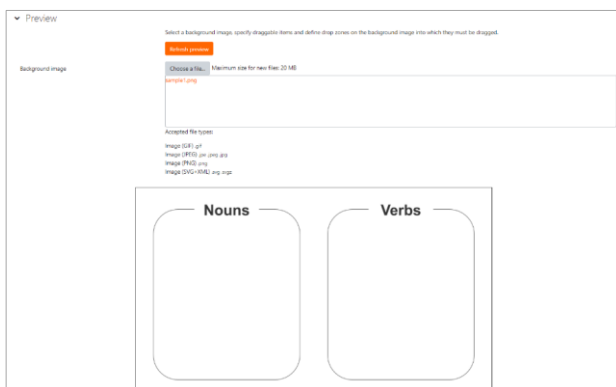 Preview
Select a background image, specify draggable items and define drop zones on the background image into which they must be dragged.
Refresh preview
Background image
Choose a file... Maximum size for new files: 20 MB
sample1.png
Accepted file types:
Image (GIF) .gif
Image (JPEG) .jpe .jpeg .jpg
Image (PNG) .png
Image (SVG+XML) .svg .svgz
Nouns Verbs